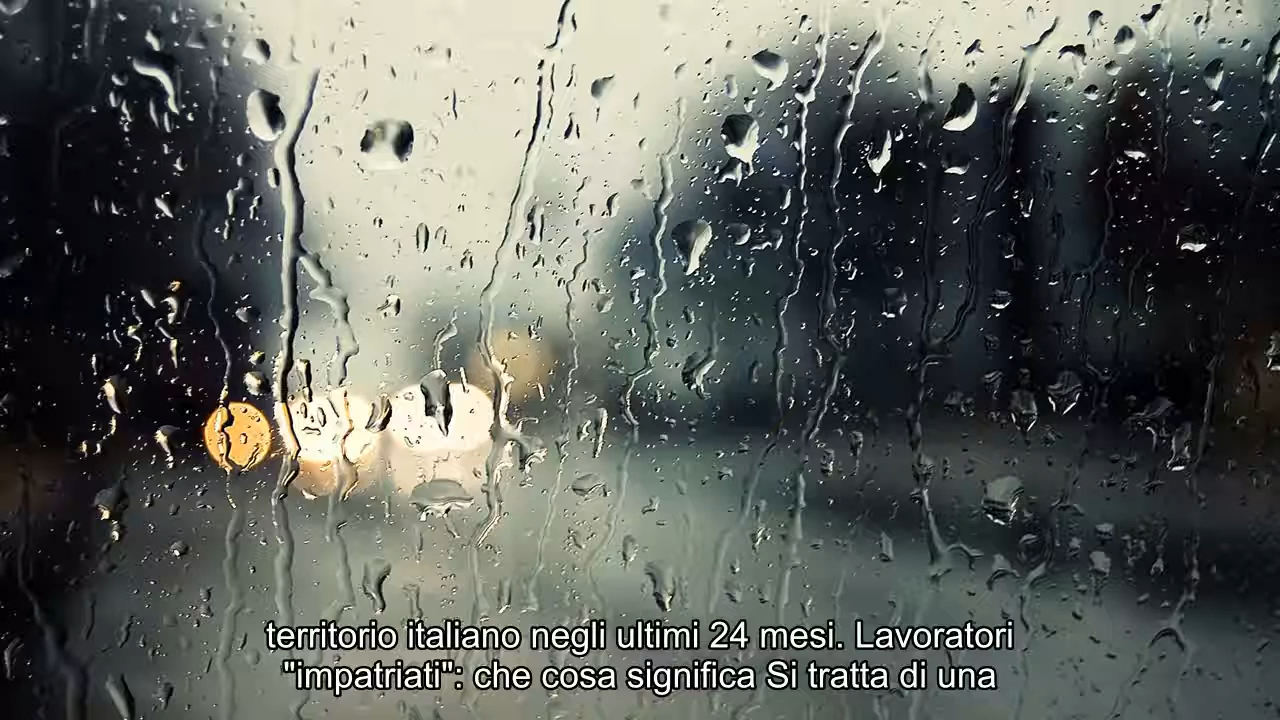 territorio italiano negli ultimi 24 mesi. Lavoratori
"impatriati": che cosa significa Si tratta di una